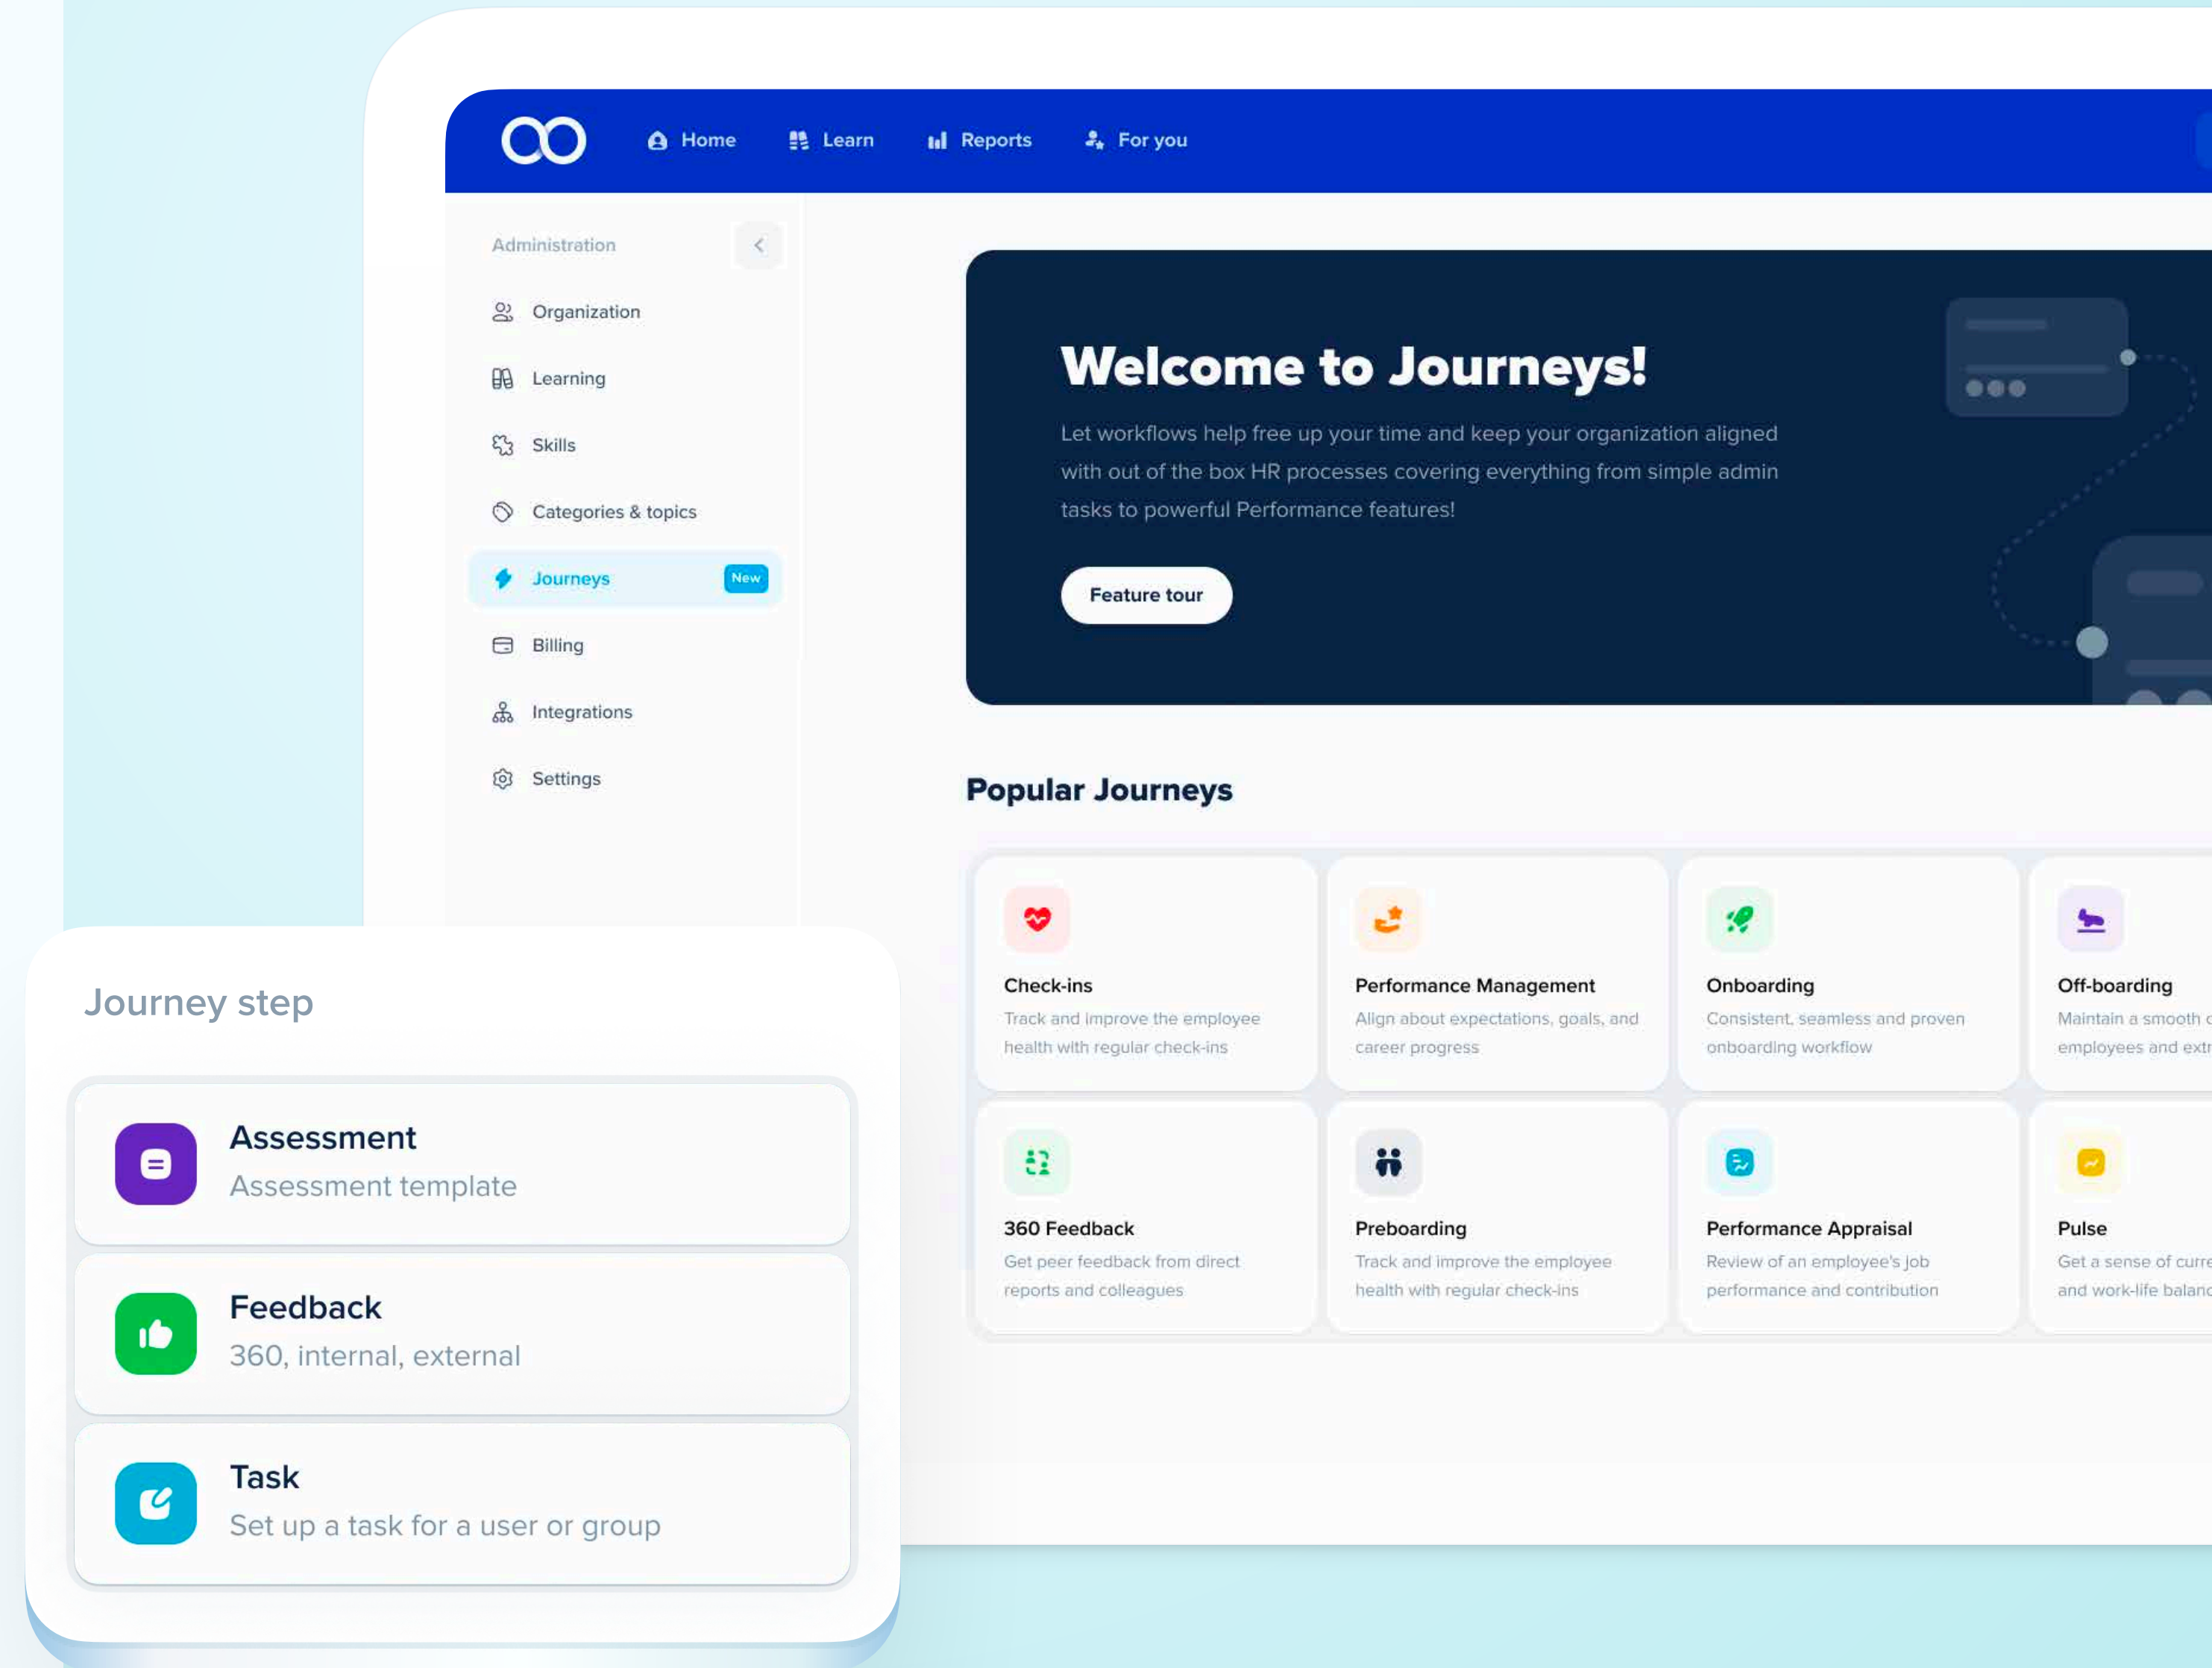 Home
Learn
Reports
For you
Administration
Organization
Learning
Skills
Categories & topics
Journeys
New
Billing
Integrations
Settings
Welcome to Journeys!
Let workflows help free up your time and keep your organization aligned
with out of the box HR processes covering everything from simple admin
tasks to powerful Performance features!
Feature tour
Popular Journeys
Check-ins
Track and improve the employee
health with regular check-ins
Performance Management
Align about expectations, goals, and
career progress
Onboarding
Consistent, seamless and proven
onboarding workflow
Off-boarding
Maintain a smooth
employees and
360 Feedback
Get peer feedback from direct
reports and colleagues
Preboarding
Track and improve the employee
health with regular check-ins
Performance Appraisal
Review of an employee's job
performance and contribution
Pulse
Get a sense of
and work-life
Journey step
Assessment
Assessment template
Feedback
360, internal, external
Task
Set up a task for a user or group